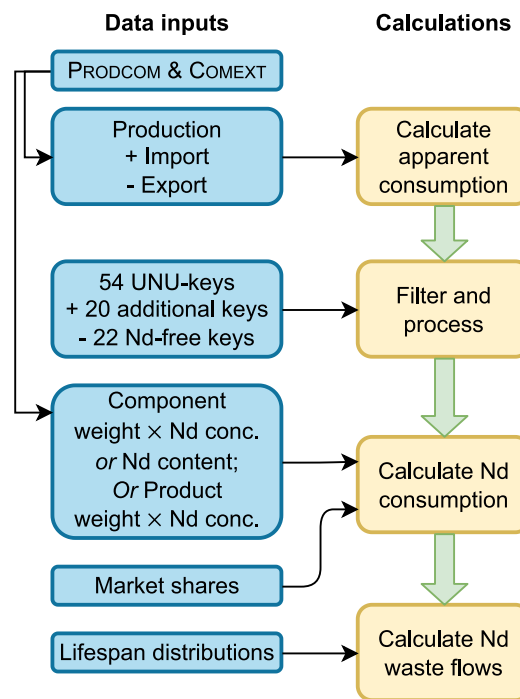 Data inputs
Calculations
PRODCOM & COMEXT
Production
+ Import
- Export
Calculate
apparent
consumption
54 UNU-keys
+ 20 additional keys
- 22 Nd-free keys
Filter and
process
Component
weight × Nd conc.
or Nd content;
Or Product
weight × Nd conc.
Calculate Nd
consumption
Market shares
Lifespan distributions
Calculate Nd
waste flows